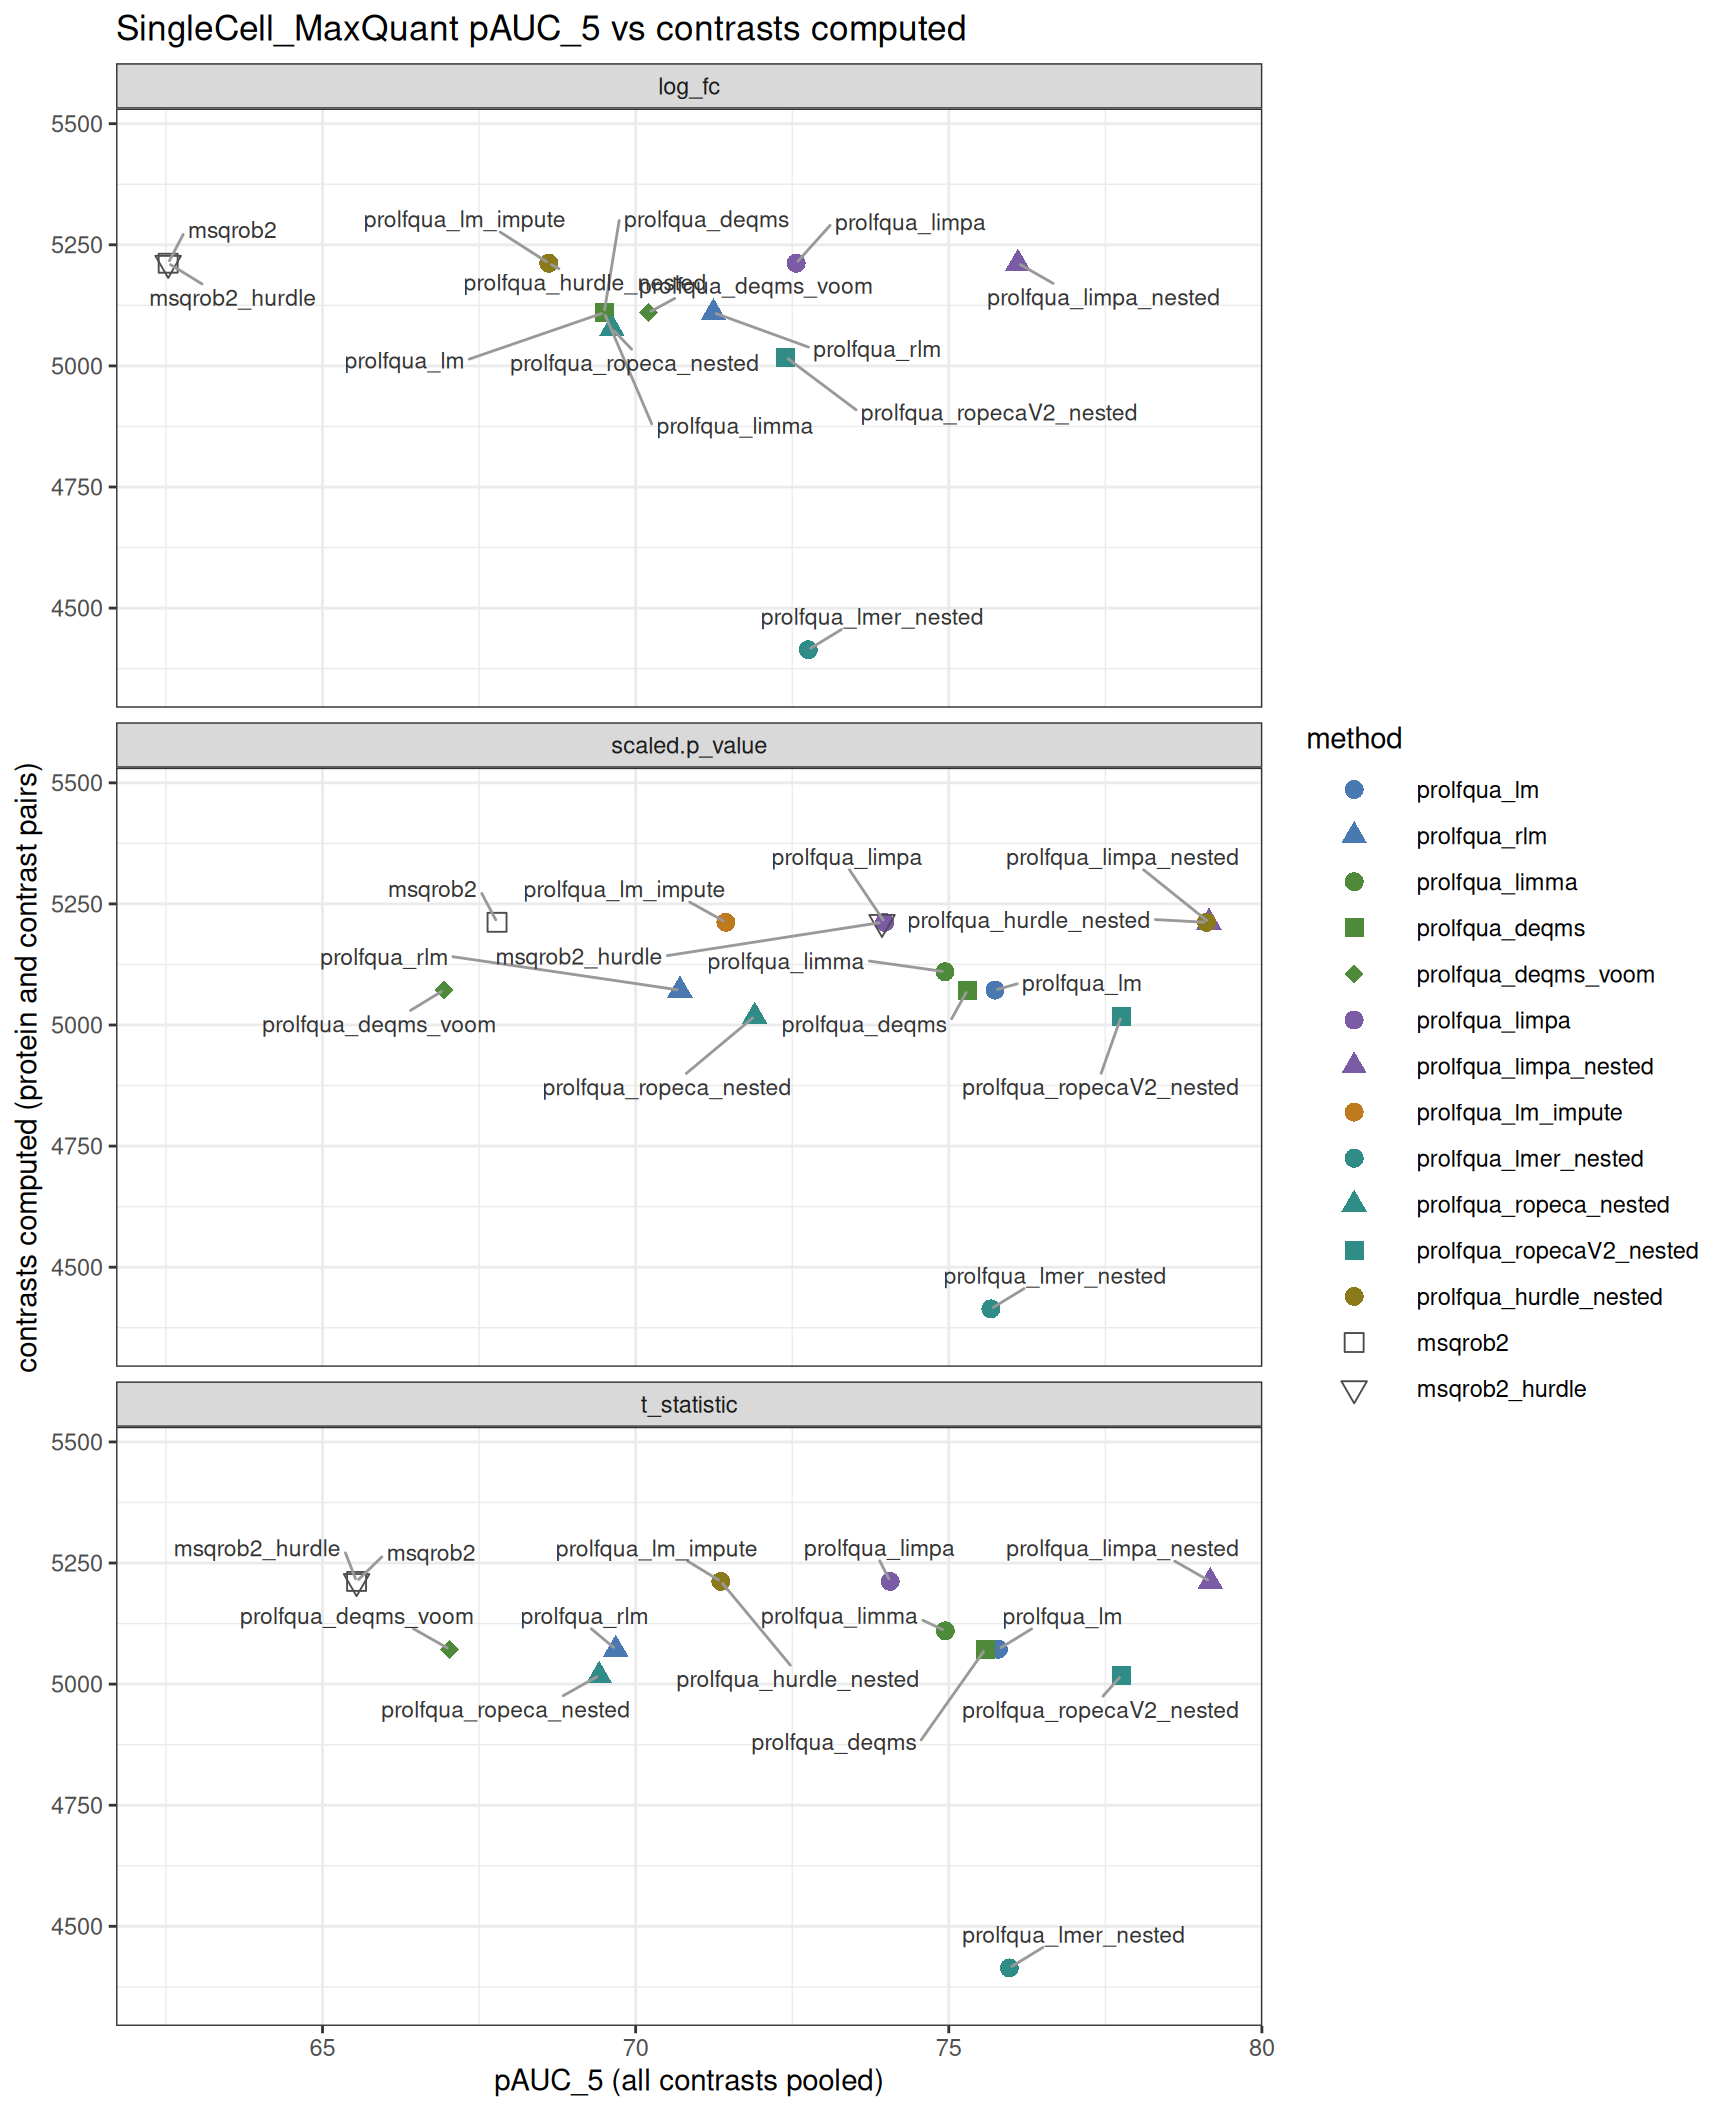 SingleCell_MaxQuant pAUC_5 vs contrasts computed
log_fc
5500
5250
5000
4750
4500
msqrob2
msqrob2_hurdle
prolfqua_lm_impute
prolfqua_deqms
prolfqua_limpa
prolfqua_hurdle_nested
prolfqua_deqms_voom
prolfqua_limpa_nested
prolfqua_lm
prolfqua_ropeca_nested
prolfqua_rlm
prolfqua_ropecaV2_nested
prolfqua_limma
prolfqua_lmer_nested
contrasts computed (protein and contrast pairs)
scaled.p_value
5500
5250
5000
4750
4500
prolfqua_limpa
prolfqua_limpa_nested
msqrob2
prolfqua_lm_impute
prolfqua_hurdle_nested
prolfqua_rlm
msqrob2_hurdle
prolfqua_limma
prolfqua_lm
prolfqua_deqms_voom
prolfqua_deqms
prolfqua_ropeca_nested
prolfqua_ropecaV2_nested
prolfqua_lmer_nested
t_statistic
5500
5250
5000
4750
4500
msqrob2_hurdle
msqrob2
prolfqua_lm_impute
prolfqua_limpa
prolfqua_limpa_nested
prolfqua_deqms_voom
prolfqua_rlm
prolfqua_limma
prolfqua_lm
prolfqua_hurdle_nested
prolfqua_ropeca_nested
prolfqua_ropecaV2_nested
prolfqua_deqms
prolfqua_lmer_nested
65
70
75
80
pAUC_5 (all contrasts pooled)
method
prolfqua_lm
prolfqua_rlm
prolfqua_limma
prolfqua_deqms
prolfqua_deqms_voom
prolfqua_limpa
prolfqua_limpa_nested
prolfqua_lm_impute
prolfqua_lmer_nested
prolfqua_ropeca_nested
prolfqua_ropecaV2_nested
prolfqua_hurdle_nested
msqrob2
msqrob2_hurdle